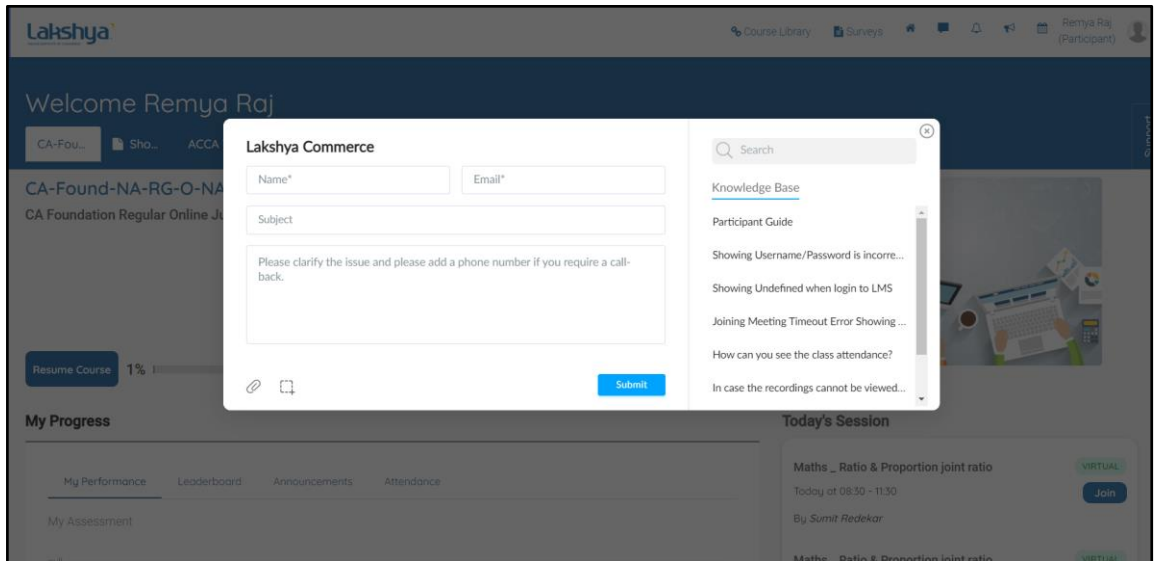 Lakshya
Course Library
Surveys
Remya Raj
(Participant)
Welcome Remya Raj
CA-Fou...
Sho...
ACCA
Support
CA-Found-NA-RG-O-NA
CA Foundation Regular Online Ju
Resume Course
1%
Lakshya Commerce
Name*
Email*
Subject
Please clarify the issue and please add a phone number if you require a call-
back.
Submit
Search
Knowledge Base
Participant Guide
Showing Username/Password is incorre...
Showing Undefined when login to LMS
Joining Meeting Timeout Error Showing ...
How can you see the class attendance?
In case the recordings cannot be viewed...
My Progress
My Performance
Leaderboard
Announcements
Attendance
My Assessment
Today's Session
Maths _ Ratio & Proportion joint ratio
VIRTUAL
Today at 08:30 - 11:30
Join
By Sumit Redekar
Maths _ Ratio & Proportion joint ratio
VIRTUAL